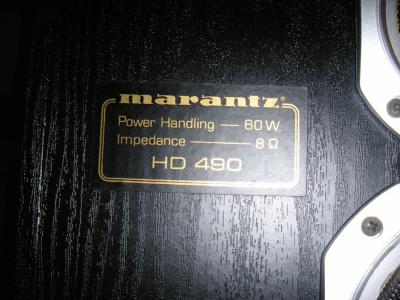 marantz
Power Handling — 60 W.
Impedance — 8 Ω
HD 490